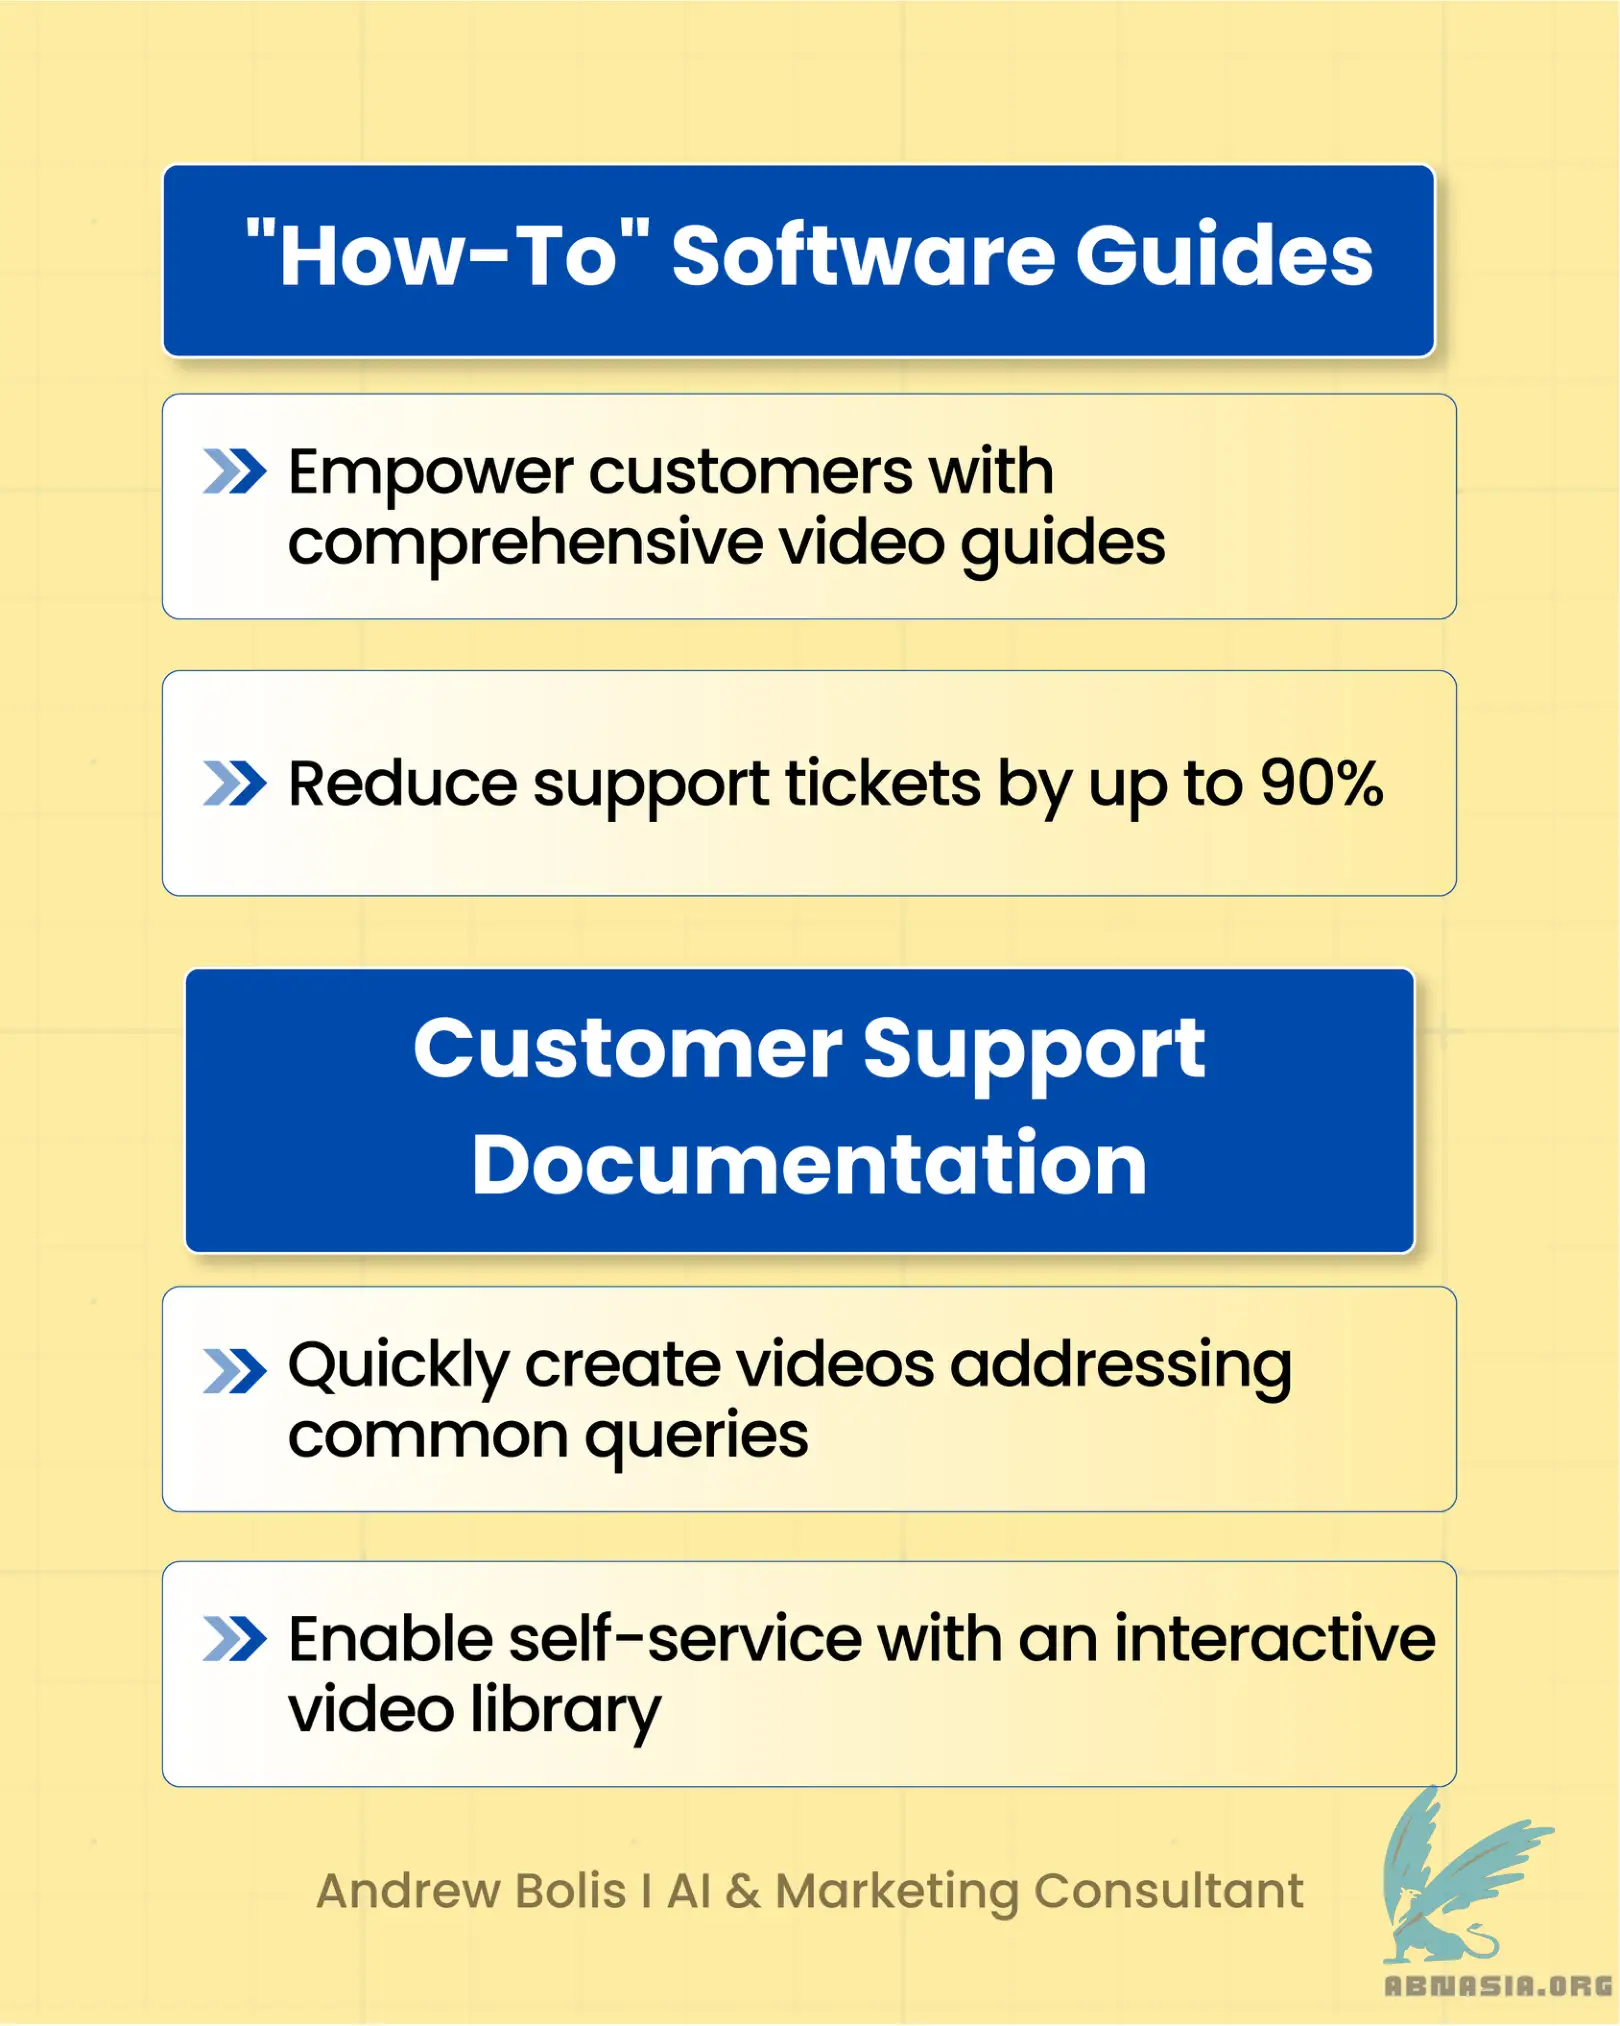 "How-To" Software Guides
Empower customers with
comprehensive video guides
Reduce support tickets by up to 90%
Customer Support
Documentation
Quickly create videos addressing
common queries
Enable self-service with an interactive
video library
Andrew Bolis I AI & Marketing Consultant
ABNASIA.ORG